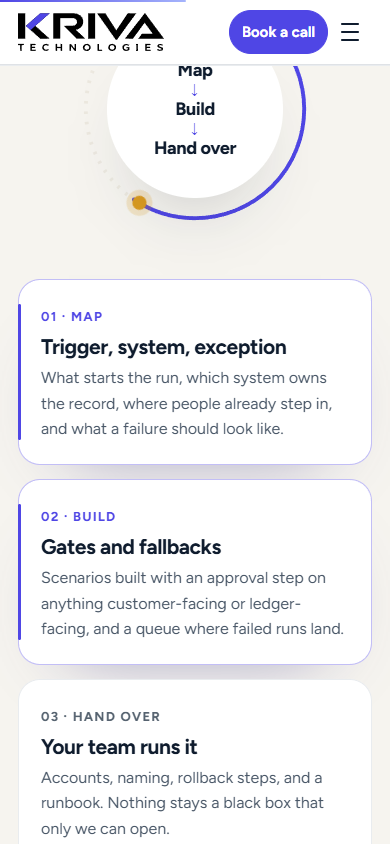 KRIVA
TECHNOLOGIES
Book a call
Map
↓
Build
↓
Hand over
01 · MAP
Trigger, system, exception
What starts the run, which system owns
the record, where people already step in,
and what a failure should look like.
02 · BUILD
Gates and fallbacks
Scenarios built with an approval step on
anything customer-facing or ledger-
facing, and a queue where failed runs land.
03 · HAND OVER
Your team runs it
Accounts, naming, rollback steps, and a
runbook. Nothing stays a black box that
only we can open.